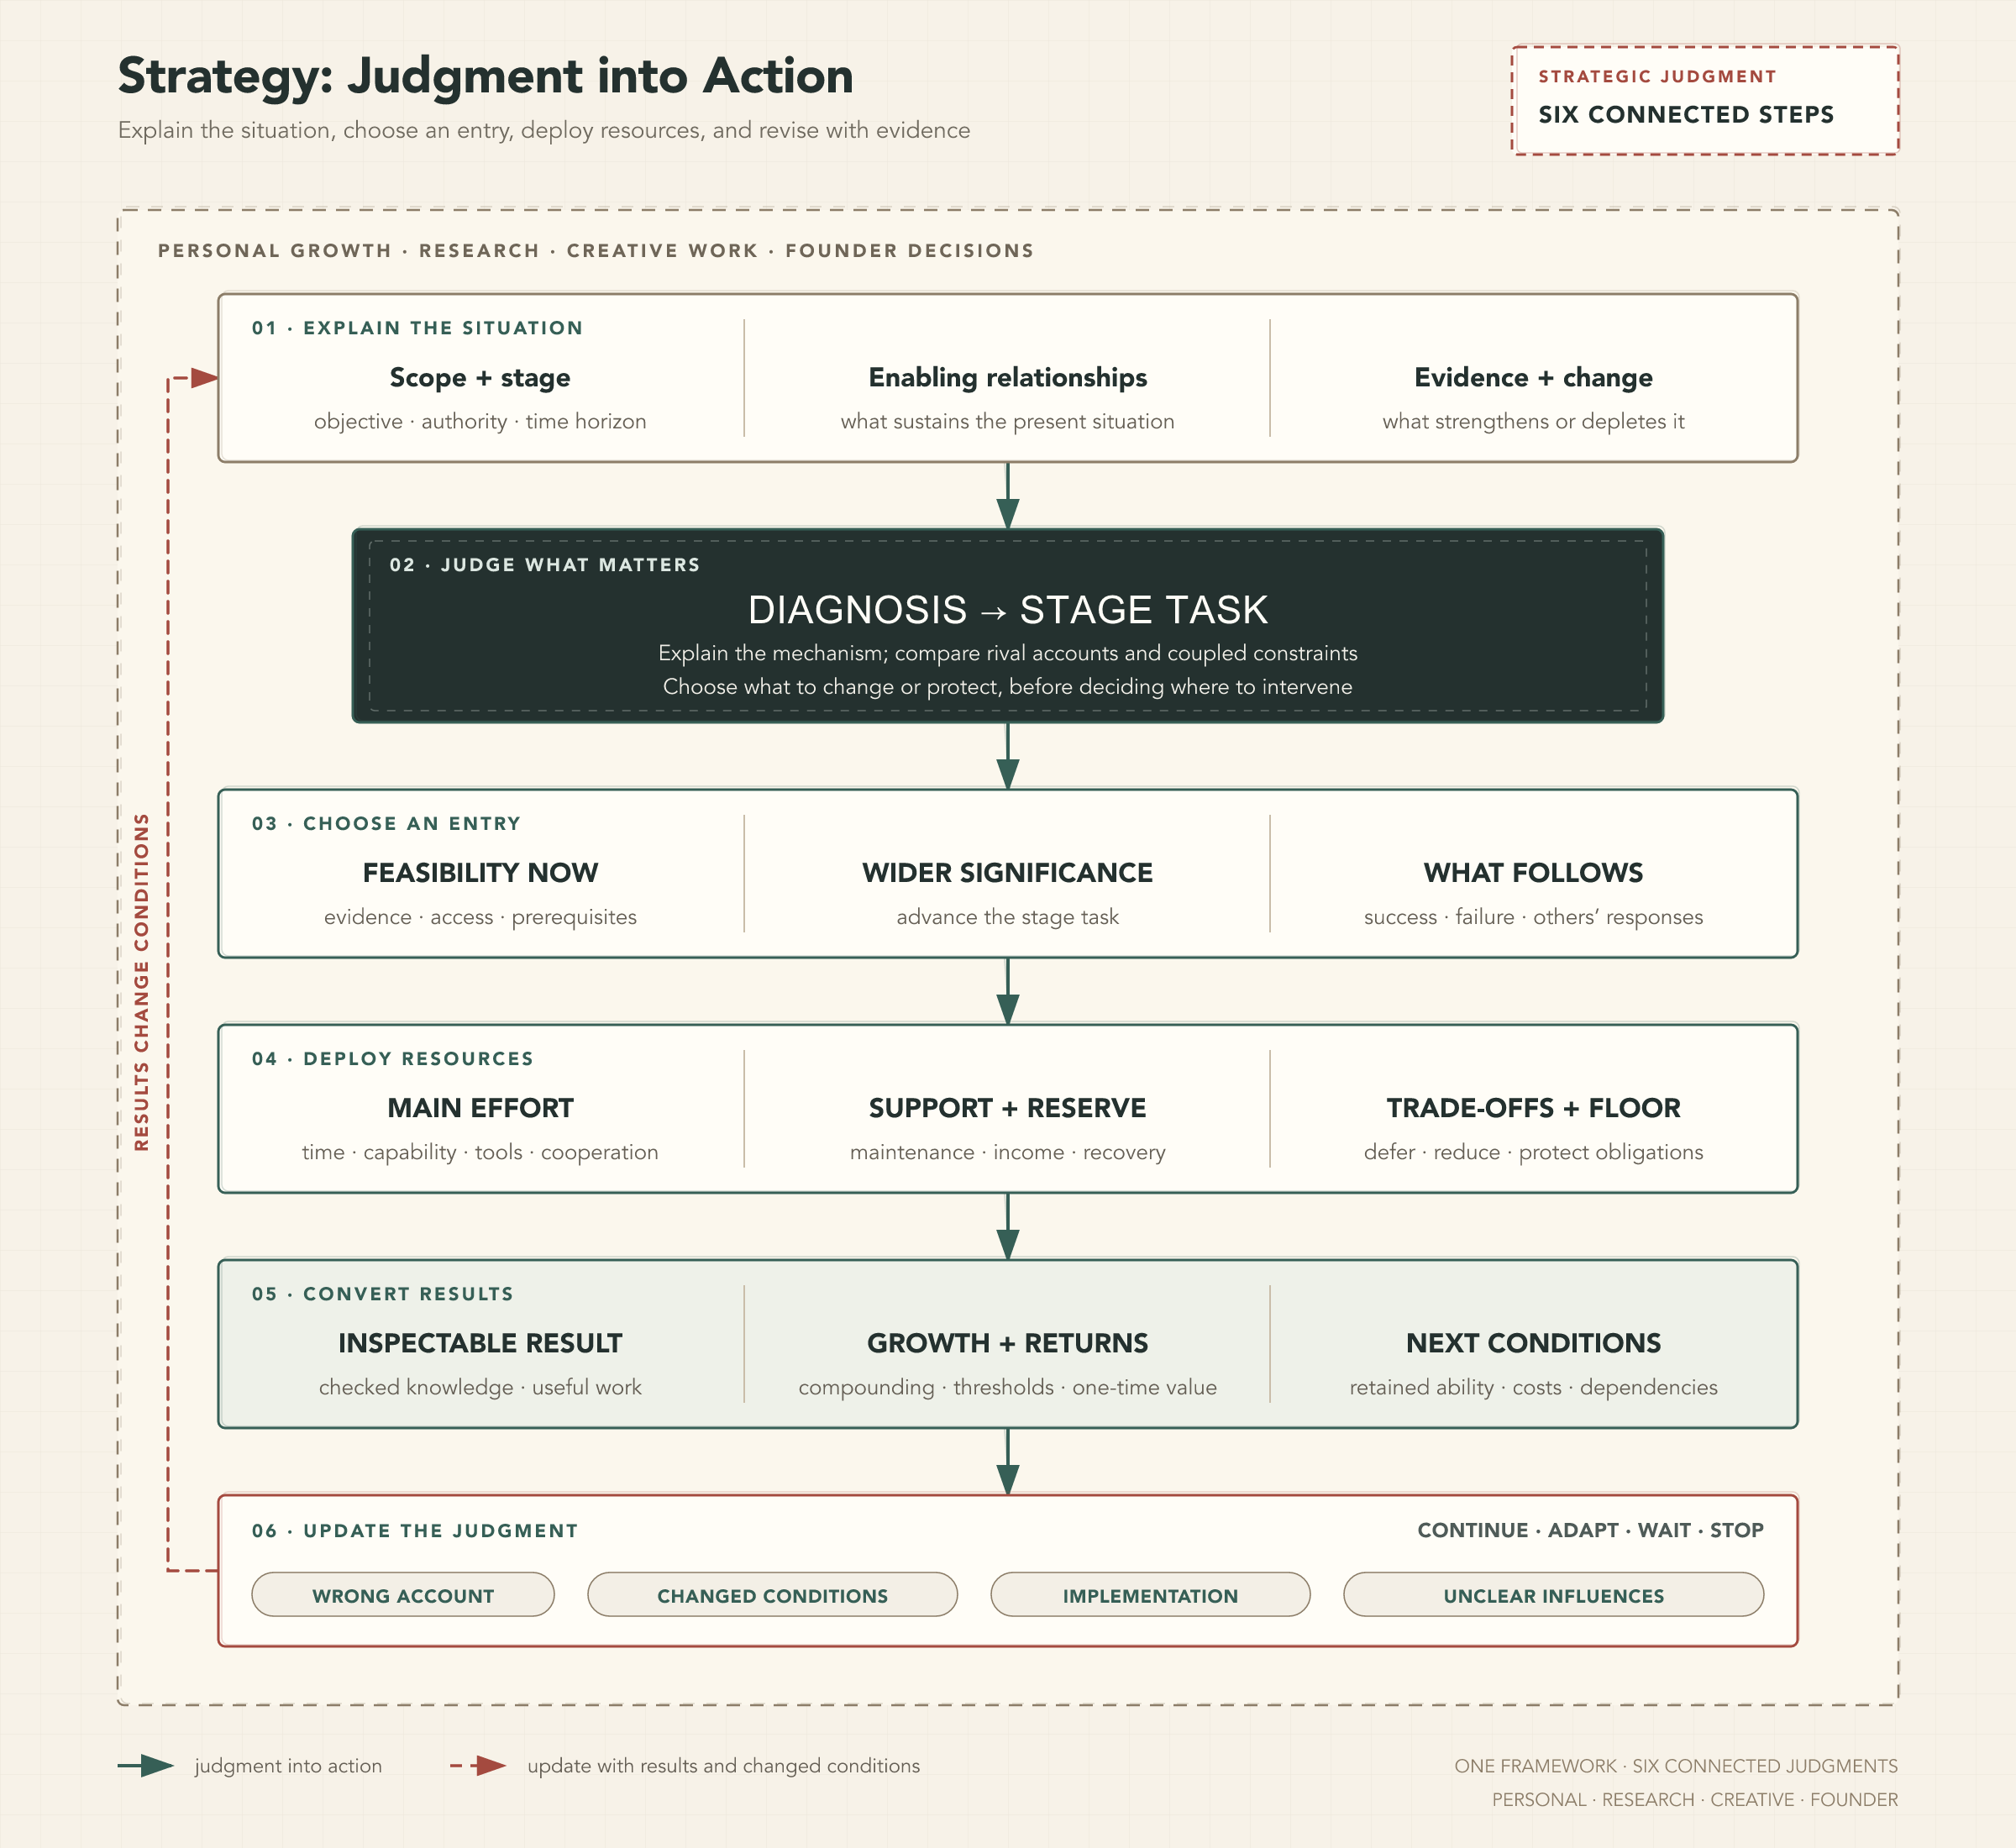 Strategy: Judgment into Action
Explain the situation, choose an entry, deploy resources, and revise with evidence
STRATEGIC JUDGMENT
SIX CONNECTED STEPS
PERSONAL GROWTH · RESEARCH · CREATIVE WORK · FOUNDER DECISIONS
01 · EXPLAIN THE SITUATION
Scope + stage
objective · authority · time horizon
Enabling relationships
what sustains the present situation
Evidence + change
what strengthens or depletes it
02 · JUDGE WHAT MATTERS
DIAGNOSIS → STAGE TASK
Explain the mechanism; compare rival accounts and coupled constraints
Choose what to change or protect, before deciding where to intervene
03 · CHOOSE AN ENTRY
FEASIBILITY NOW
evidence · access · prerequisites
WIDER SIGNIFICANCE
advance the stage task
WHAT FOLLOWS
success · failure · others’ responses
04 · DEPLOY RESOURCES
MAIN EFFORT
time · capability · tools · cooperation
SUPPORT + RESERVE
maintenance · income · recovery
TRADE-OFFS + FLOOR
defer · reduce · protect obligations
05 · CONVERT RESULTS
INSPECTABLE RESULT
checked knowledge · useful work
GROWTH + RETURNS
compounding · thresholds · one-time value
NEXT CONDITIONS
retained ability · costs · dependencies
06 · UPDATE THE JUDGMENT
CONTINUE · ADAPT · WAIT · STOP
WRONG ACCOUNT
CHANGED CONDITIONS
IMPLEMENTATION
UNCLEAR INFLUENCES
RESULTS CHANGE CONDITIONS
judgment into action
update with results and changed conditions
ONE FRAMEWORK · SIX CONNECTED JUDGMENTS
PERSONAL · RESEARCH · CREATIVE · FOUNDER